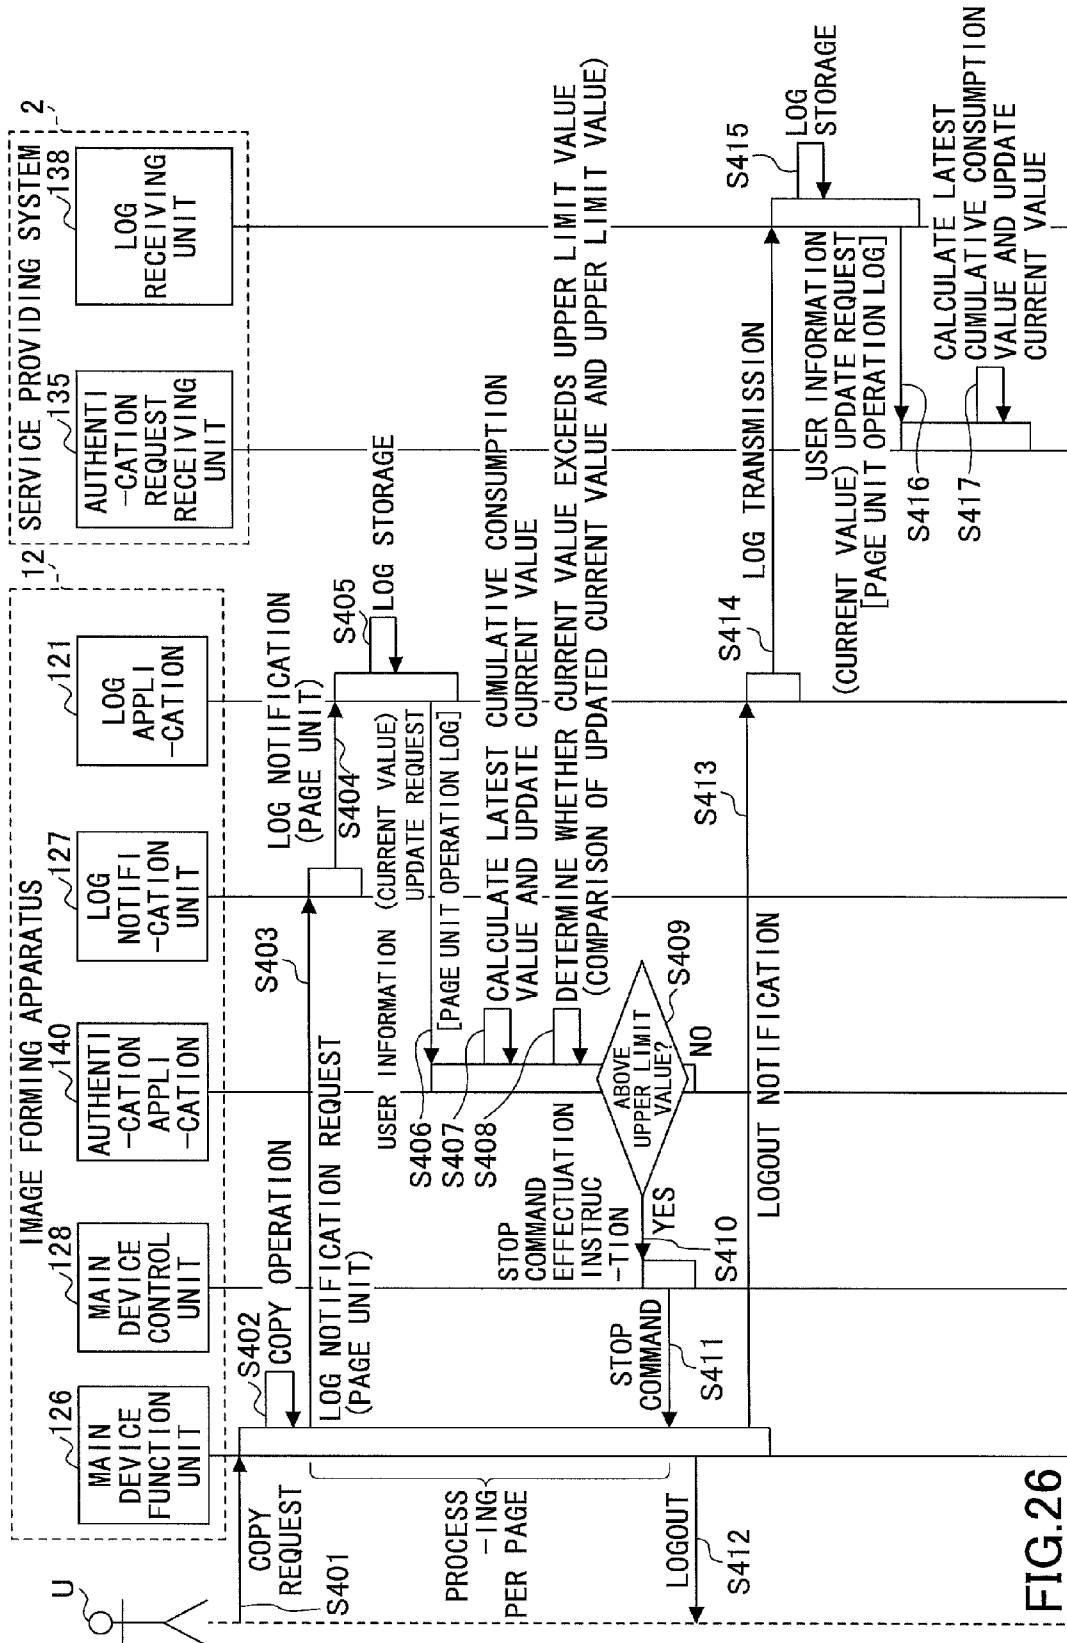 U
IMAGE FORMING APPARATUS
12
SERVICE PROVIDING SYSTEM
2
126
MAIN
DEVICE
FUNCTION
UNIT
128
MAIN
DEVICE
CONTROL
UNIT
140
AUTHENTI
-CATION
APPLI
-CATION
127
LOG
NOTIFI
-CATION
UNIT
121
LOG
APPLI
-CATION
135
AUTHENTI
-CATION
REQUEST
RECEIVING
UNIT
138
LOG
RECEIVING
UNIT
COPY
REQUEST
S401
S402
COPY OPERATION
LOG NOTIFICATION REQUEST
(PAGE UNIT)
S403
LOG NOTIFICATION
(PAGE UNIT)
S404
S405
LOG STORAGE
USER INFORMATION (CURRENT VALUE)
UPDATE REQUEST
[PAGE UNIT OPERATION LOG]
S406
S407
CALCULATE LATEST CUMULATIVE CONSUMPTION
VALUE AND UPDATE CURRENT VALUE
S408
DETERMINE WHETHER CURRENT VALUE EXCEEDS UPPER LIMIT VALUE
(COMPARISON OF UPDATED CURRENT VALUE AND UPPER LIMIT VALUE)
PROCESS
-ING
PER PAGE
STOP
COMMAND
EFFECTUATION
INSTRUC
-TION
ABOVE
UPPER LIMIT
VALUE?
S409
NO
YES
S410
STOP
COMMAND
S411
LOGOUT
S412
LOGOUT NOTIFICATION
S413
S414
LOG TRANSMISSION
S415
LOG
STORAGE
USER INFORMATION
(CURRENT VALUE) UPDATE REQUEST
[PAGE UNIT OPERATION LOG]
S416
S417
CALCULATE LATEST
CUMULATIVE CONSUMPTION
VALUE AND UPDATE
CURRENT VALUE
FIG.26